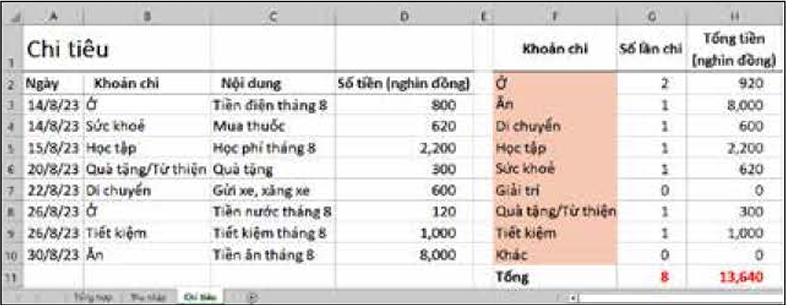 A B C D E F G H
1 Chi tiêu Khoản chi Số lần chi Tổng tiền (nghìn đồng)
2 Ngày Khoản chi Nội dung Số tiền (nghìn đồng) Ở 2 920
3 14/8/23 Ở Tiền điện tháng 8 800 Ăn 1 8,000
4 14/8/23 Sức khoẻ Mua thuốc 620 Di chuyển 1 600
5 15/8/23 Học tập Học phí tháng 8 2,200 Học tập 1 2,200
6 20/8/23 Quà tặng/Từ thiện Quà tặng 300 Sức khoẻ 1 620
7 22/8/23 Di chuyển Gửi xe, xăng xe 600 Giải trí 0 0
8 26/8/23 Ở Tiền nước tháng 8 120 Quà tặng/Từ thiện 1 300
9 26/8/23 Tiết kiệm Tiết kiệm tháng 8 1,000 Tiết kiệm 1 1,000
10 30/8/23 Ăn Tiền ăn tháng 8 8,000 Khác 0 0
11 Tổng 8 13,640
Tổng hợp Thu nhập Chi tiêu